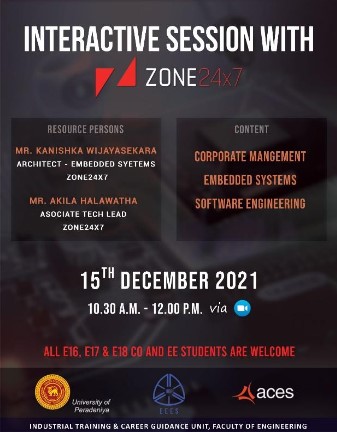 INTERACTIVE SESSION WITH
ZONE24x7
RESOURCE PERSONS
MR. KANISHKA WIJAYASEKARA
ARCHITECT - EMBEDDED SYETEMS
ZONE24X7
MR. AKILA HALAWATHA
ASOCIATE TECH LEAD
ZONE24X7
CONTENT
CORPORATE MANGEMENT
EMBEDDED SYSTEMS
SOFTWARE ENGINEERING
15TH DECEMBER 2021
10.30 A.M. - 12.00 P.M. via
ALL E16, E17 & E18 CO AND EE STUDENTS ARE WELCOME
University of
Peradeniya
EECS
aces
INDUSTRIAL TRAINING & CAREER GUIDANCE UNIT, FACULTY OF ENGINEERING